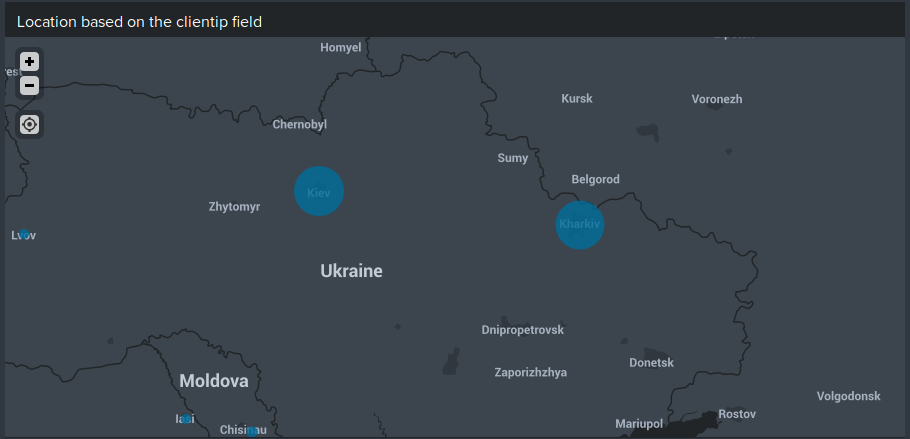 Location based on the clientip field
Homyel
+
−
Kursk
Voronezh
Chernobyl
Sumy
Belgorod
Kiev
Zhytomyr
Kharkiv
Lvov
Ukraine
Dnipropetrovsk
Donetsk
Zaporizhzhya
Moldova
Volgodonsk
Iasi
Rostov
Mariupol
Chisinau